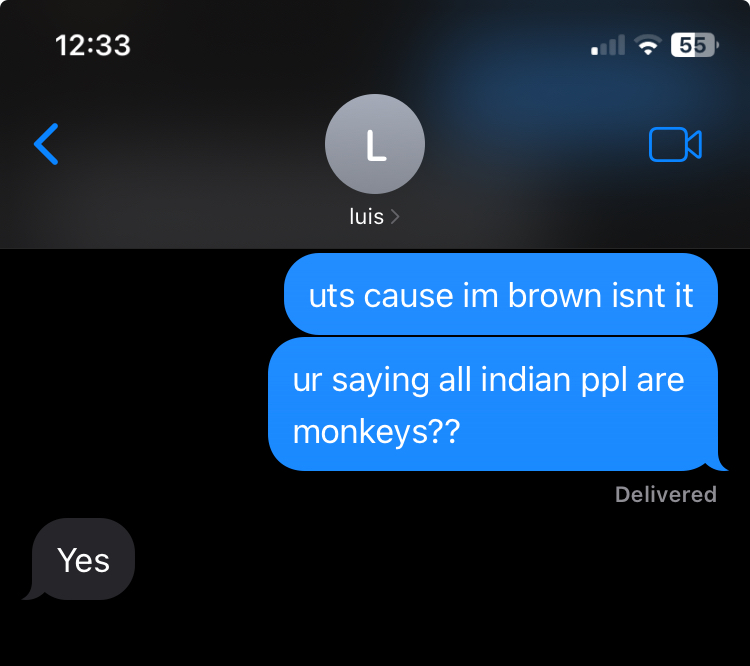 12:33
55
L
luis
uts cause im brown isnt it
ur saying all indian ppl are
monkeys??
Delivered
Yes